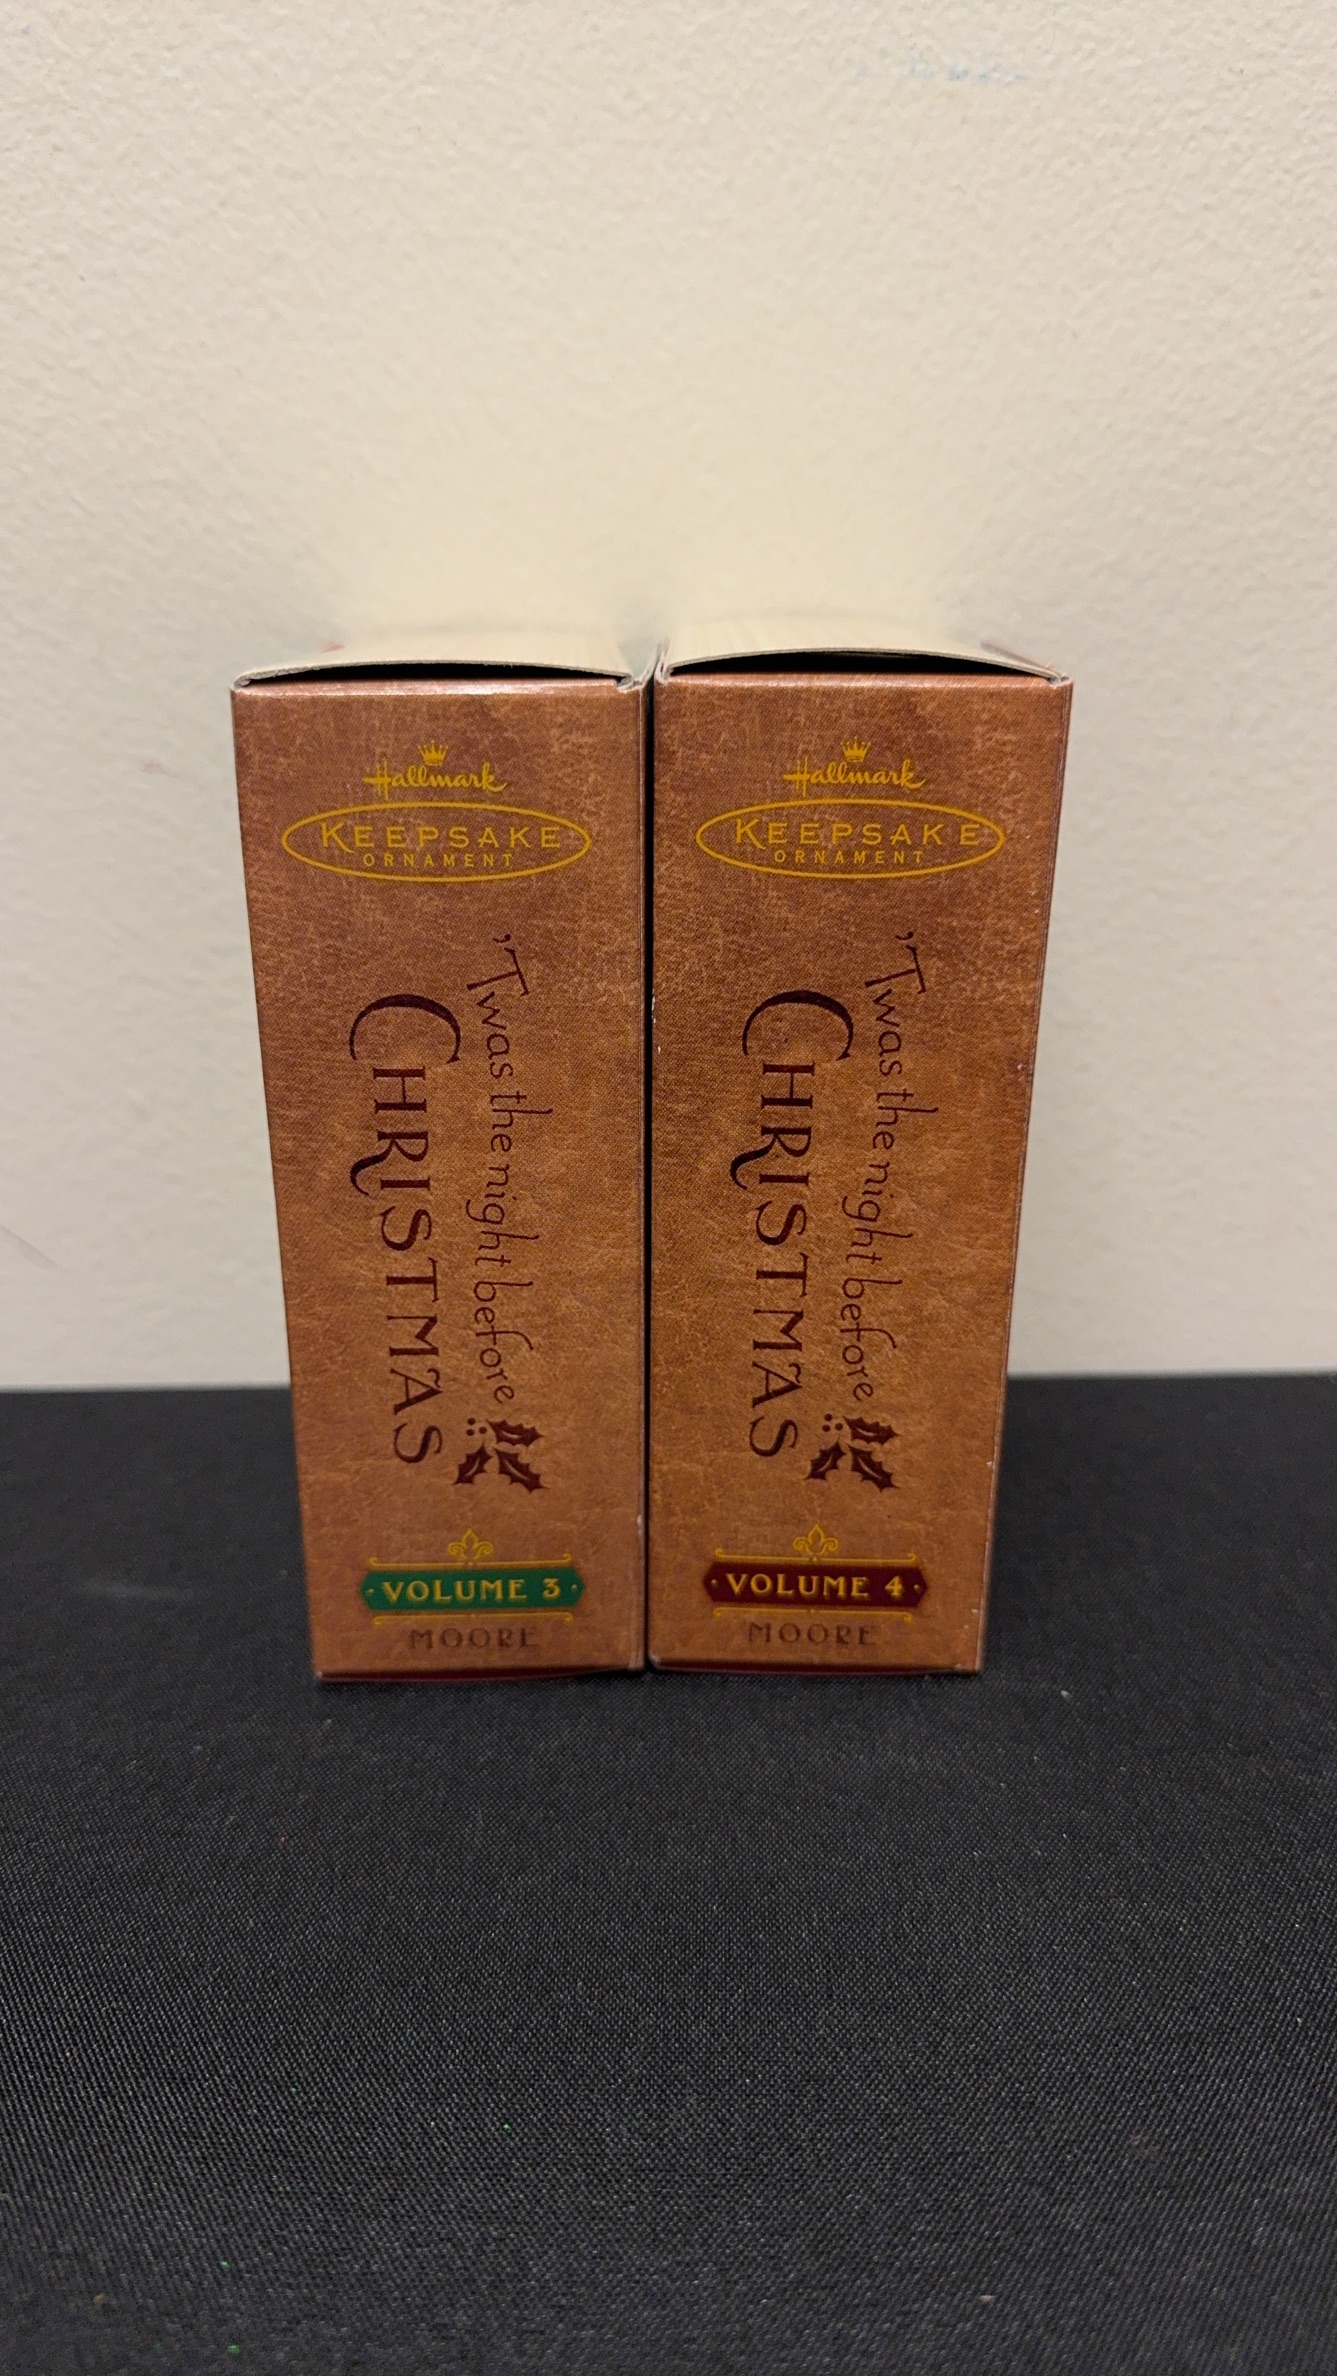 Hallmark
KEEPSAKE
ORNAMENT
'Twas the night before
CHRISTMAS
VOLUME 3
MOORE
Hallmark
KEEPSAKE
ORNAMENT
'Twas the night before
CHRISTMAS
VOLUME 4
MOORE